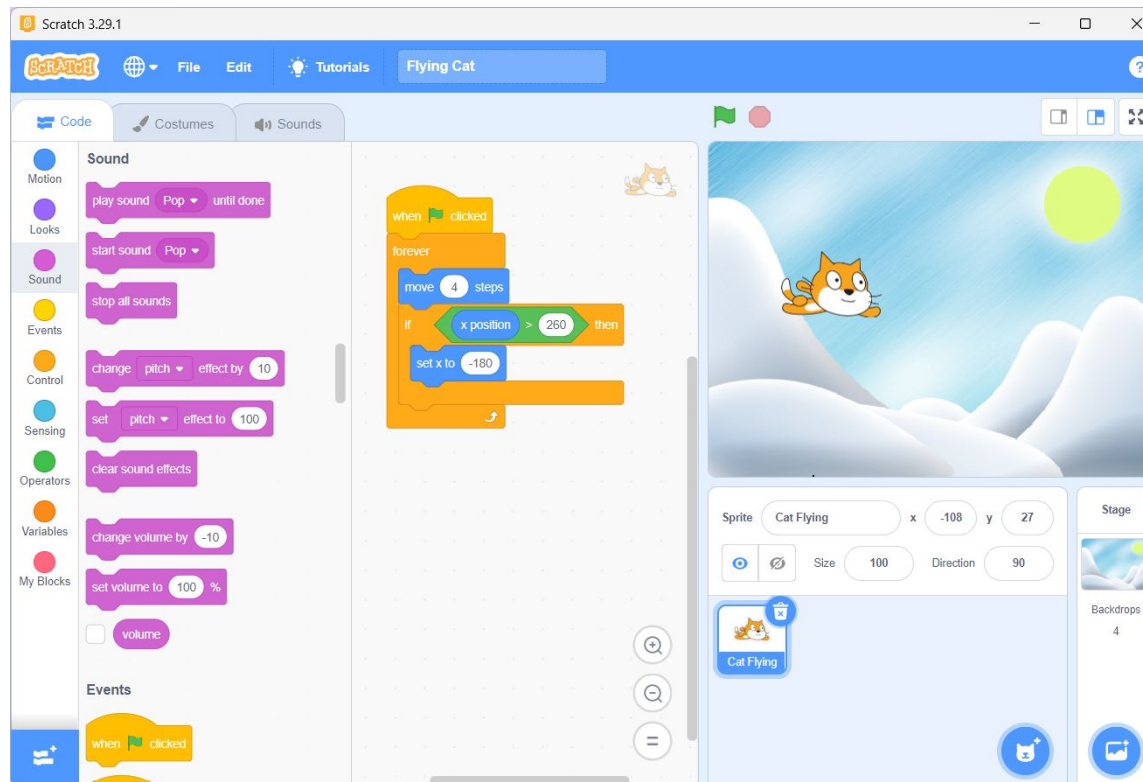 Scratch 3.29.1
SCRATCH File Edit Tutorials Flying Cat ?
Code Costumes Sounds
Motion
Looks
Sound
Events
Control
Sensing
Operators
Variables
My Blocks
Sound
play sound Pop until done
start sound Pop
stop all sounds
change pitch effect by 10
set pitch effect to 100
clear sound effects
change volume by -10
set volume to 100 %
volume
Events
when clicked
when clicked
forever
move 4 steps
if x position > 260 then
set x to -180
Sprite Cat Flying x -108 y 27
Size 100 Direction 90
Cat Flying
Stage
Backdrops
4